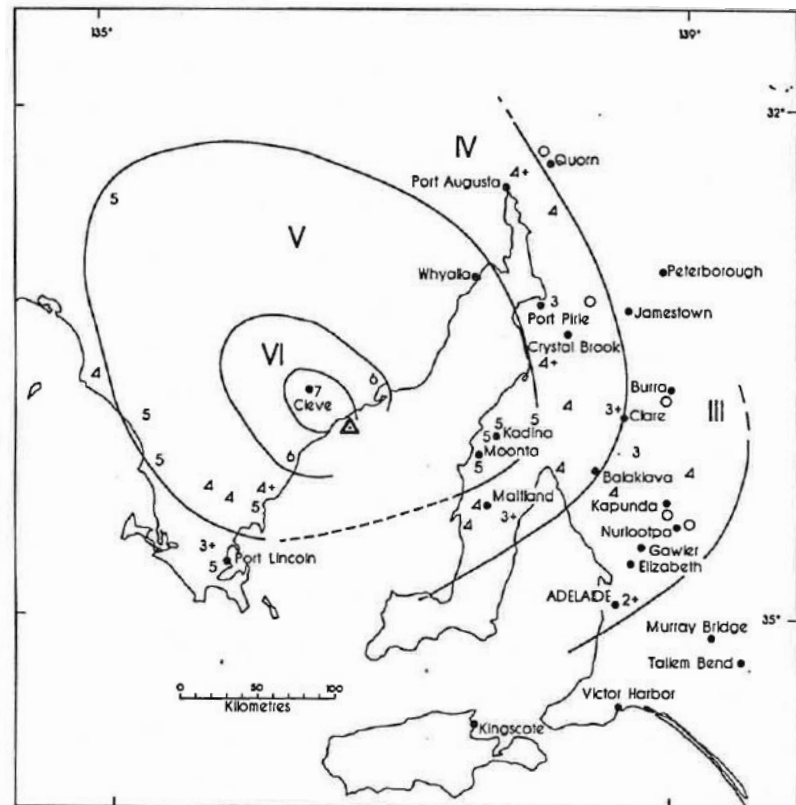 135°
139°
32°
IV
Quorn
4+
Port Augusta
4
5
V
Whyalla
Peterborough
3
Port Pirie
Jamestown
Crystal Brook
VI
4+
6
4
7
Cleve
Burra
5
4
3+
Clare
III
5
5
Kadina
5
Moonta
5
6
3
5
4
Balaklava
4
4
4
4+
5
4
Maitland
4
3+
4
Kapunda
Nuriootpa
3+
Port Lincoln
5
Gawler
Elizabeth
ADELAIDE
2+
35°
Murray Bridge
Tailem Bend
0
50
100
Kilometres
Victor Harbor
Kingscote